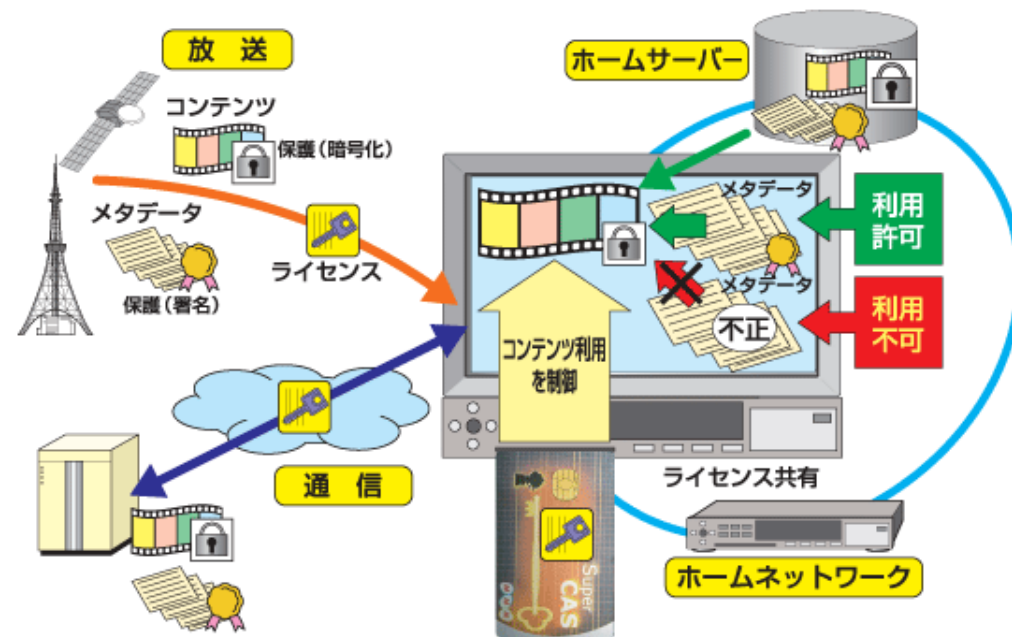 放 送
コンテンツ
保護(暗号化)
メタデータ
保護(署名)
ライセンス
ホームサーバー
メタデータ
利用
許可
メタデータ
不正
利用
不可
コンテンツ利用
を制御
通 信
ライセンス共有
ホームネットワーク
Super
CAS